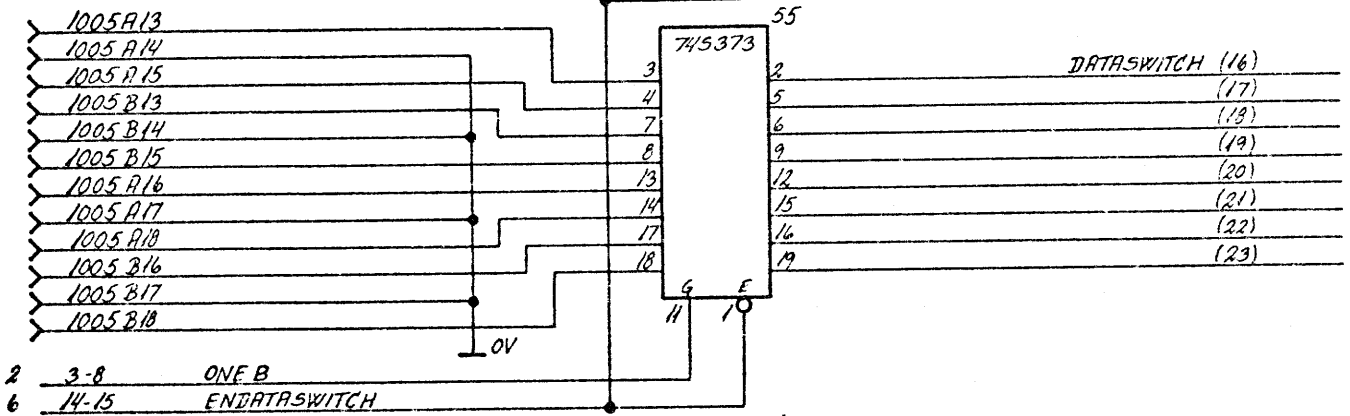 1005A13
1005A14
1005A15
1005B13
1005B14
1005B15
1005A16
1005A17
1005A18
1005B16
1005B17
1005B18
0V
2 3-8 ONE B
6 14-15 ENDATASWITCH
55
74S373
3 2
4 5
7 6
8 9
13 12
14 15
17 16
18 19
G E
11 1
DATASWITCH (16)
(17)
(18)
(19)
(20)
(21)
(22)
(23)